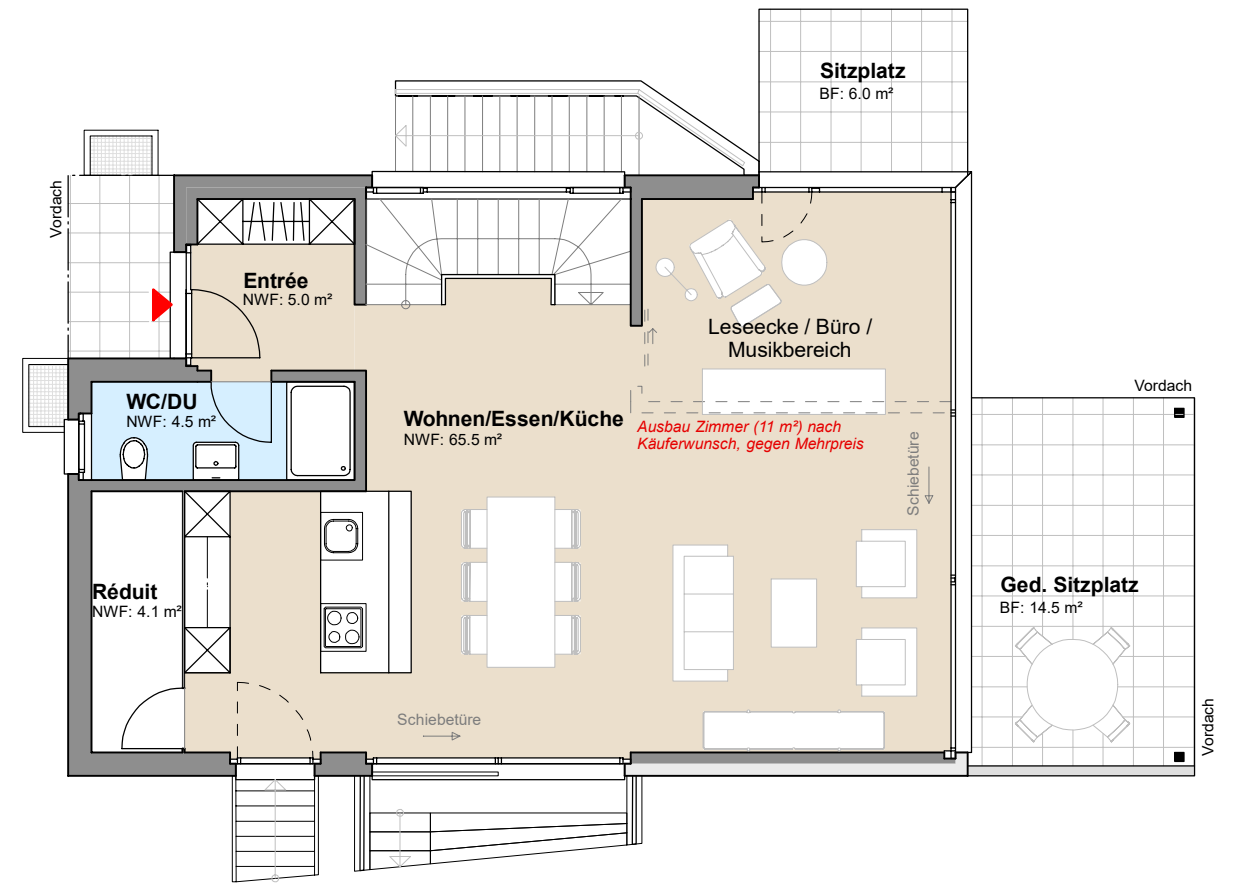 Sitzplatz
BF: 6.0 m²
Vordach
Entrée
NWF: 5.0 m²
Leseecke / Büro /
Musikbereich
Vordach
WC/DU
NWF: 4.5 m²
Wohnen/Essen/Küche
NWF: 65.5 m²
Ausbau Zimmer (11 m²) nach
Käuferwunsch, gegen Mehrpreis
Schiebetüre
Réduit
NWF: 4.1 m²
Ged. Sitzplatz
BF: 14.5 m²
Schiebetüre
Vordach